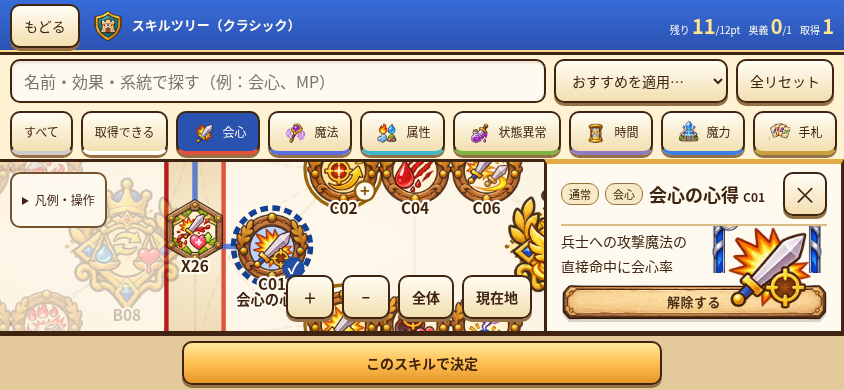 もどる
スキルツリー（クラシック）
残り 11/12pt 奥義 0/1 取得 1
名前・効果・系統で探す（例：会心、MP）
おすすめを適用…
全リセット
すべて
取得できる
会心
魔法
属性
状態異常
時間
魔力
手札
▶ 凡例・操作
C02
C04
C06
X26
B08
C01
会心の心
＋
－
全体
現在地
通常
会心
会心の心得 C01
兵士への攻撃魔法の
直接命中に会心率
解除する
このスキルで決定